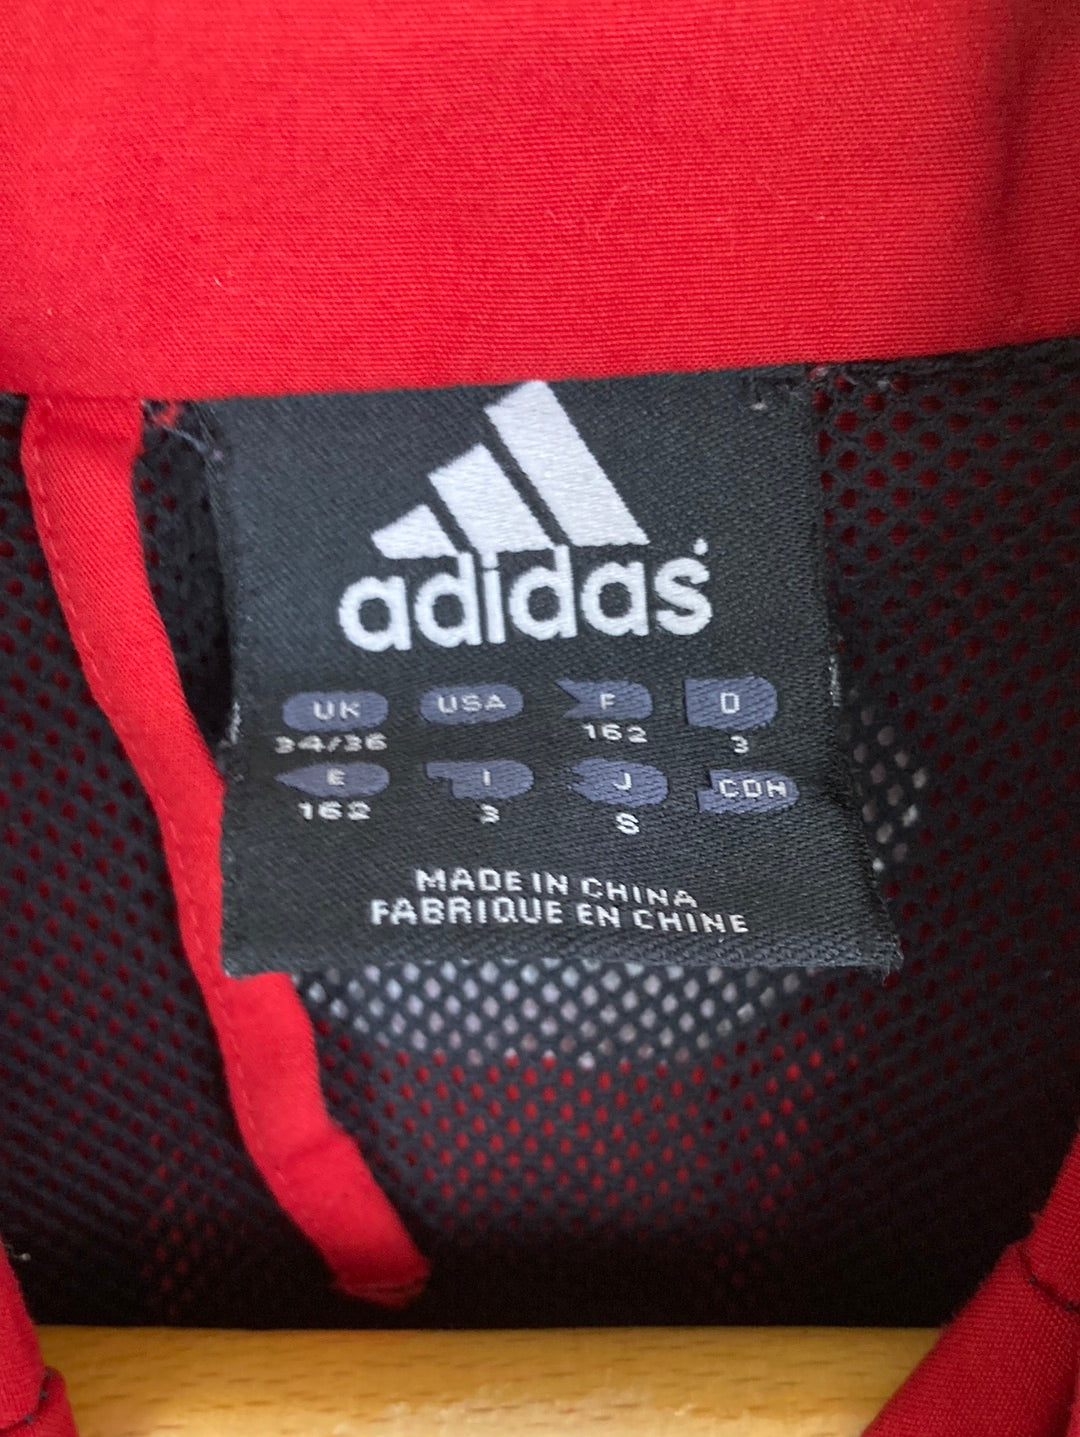 adidas
UK USA F D
34/36 162 3
E I J CDN
162 3 S
MADE IN CHINA
FABRIQUE EN CHINE